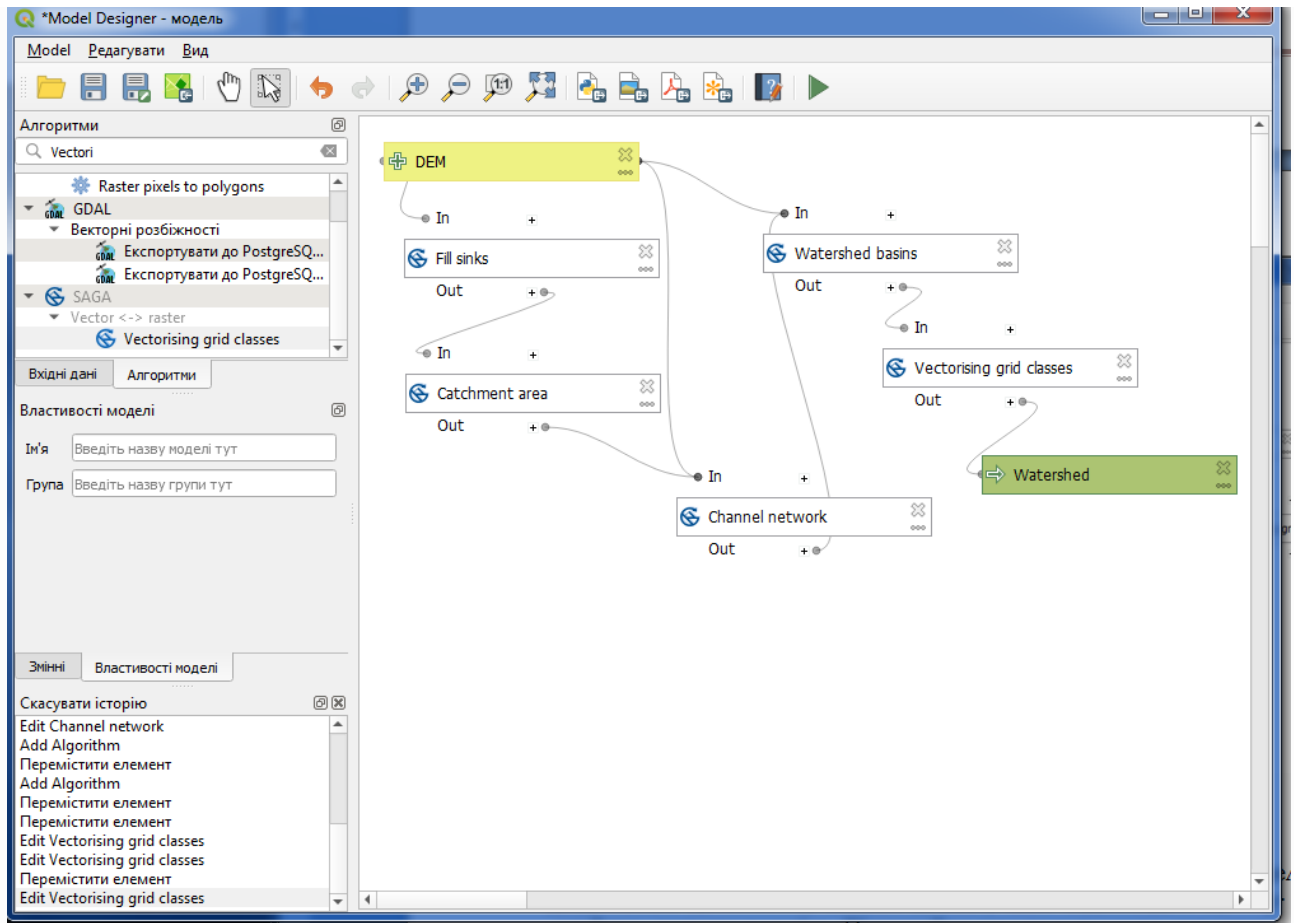 *Model Designer - модель
Model Редагувати Вид
Алгоритми
Vectori
Raster pixels to polygons
GDAL
Векторні розбіжності
Експортувати до PostgreSQ...
Експортувати до PostgreSQ...
SAGA
Vector <-> raster
Vectorising grid classes
Вхідні дані Алгоритми
Властивості моделі
Ім'я Введіть назву моделі тут
Група Введіть назву групи тут
Змінні Властивості моделі
Скасувати історію
Edit Channel network
Add Algorithm
Перемістити елемент
Add Algorithm
Перемістити елемент
Перемістити елемент
Edit Vectorising grid classes
Edit Vectorising grid classes
Перемістити елемент
Edit Vectorising grid classes
DEM
In +
Fill sinks
Out +
In +
Catchment area
Out +
In +
Channel network
Out +
In +
Watershed basins
Out +
In +
Vectorising grid classes
Out +
Watershed